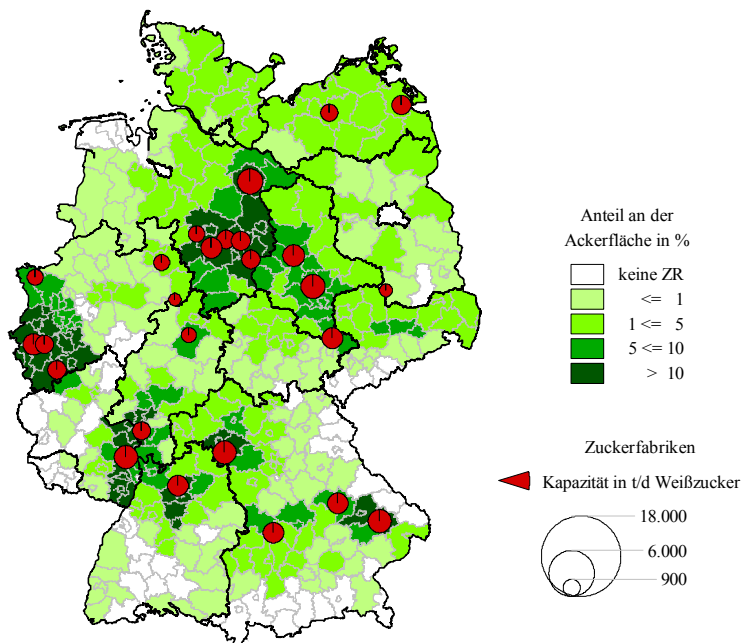 Anteil an der
Ackerfläche in %
keine ZR
<= 1
1 <= 5
5 <= 10
> 10
Zuckerfabriken
Kapazität in t/d Weißzucker
18.000
6.000
900